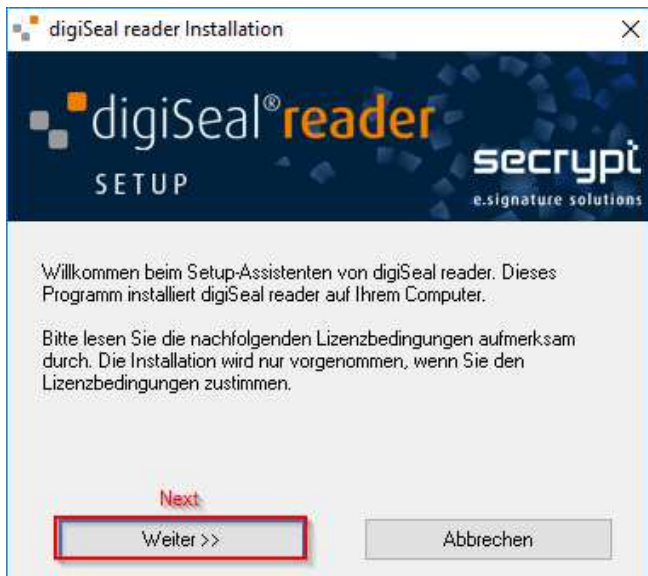 digiSeal reader Installation
digiSeal®reader
SETUP
secrypt
e.signature solutions
Willkommen beim Setup-Assistenten von digiSeal reader. Dieses
Programm installiert digiSeal reader auf Ihrem Computer.
Bitte lesen Sie die nachfolgenden Lizenzbedingungen aufmerksam
durch. Die Installation wird nur vorgenommen, wenn Sie den
Lizenzbedingungen zustimmen.
Next
Weiter >>
Abbrechen